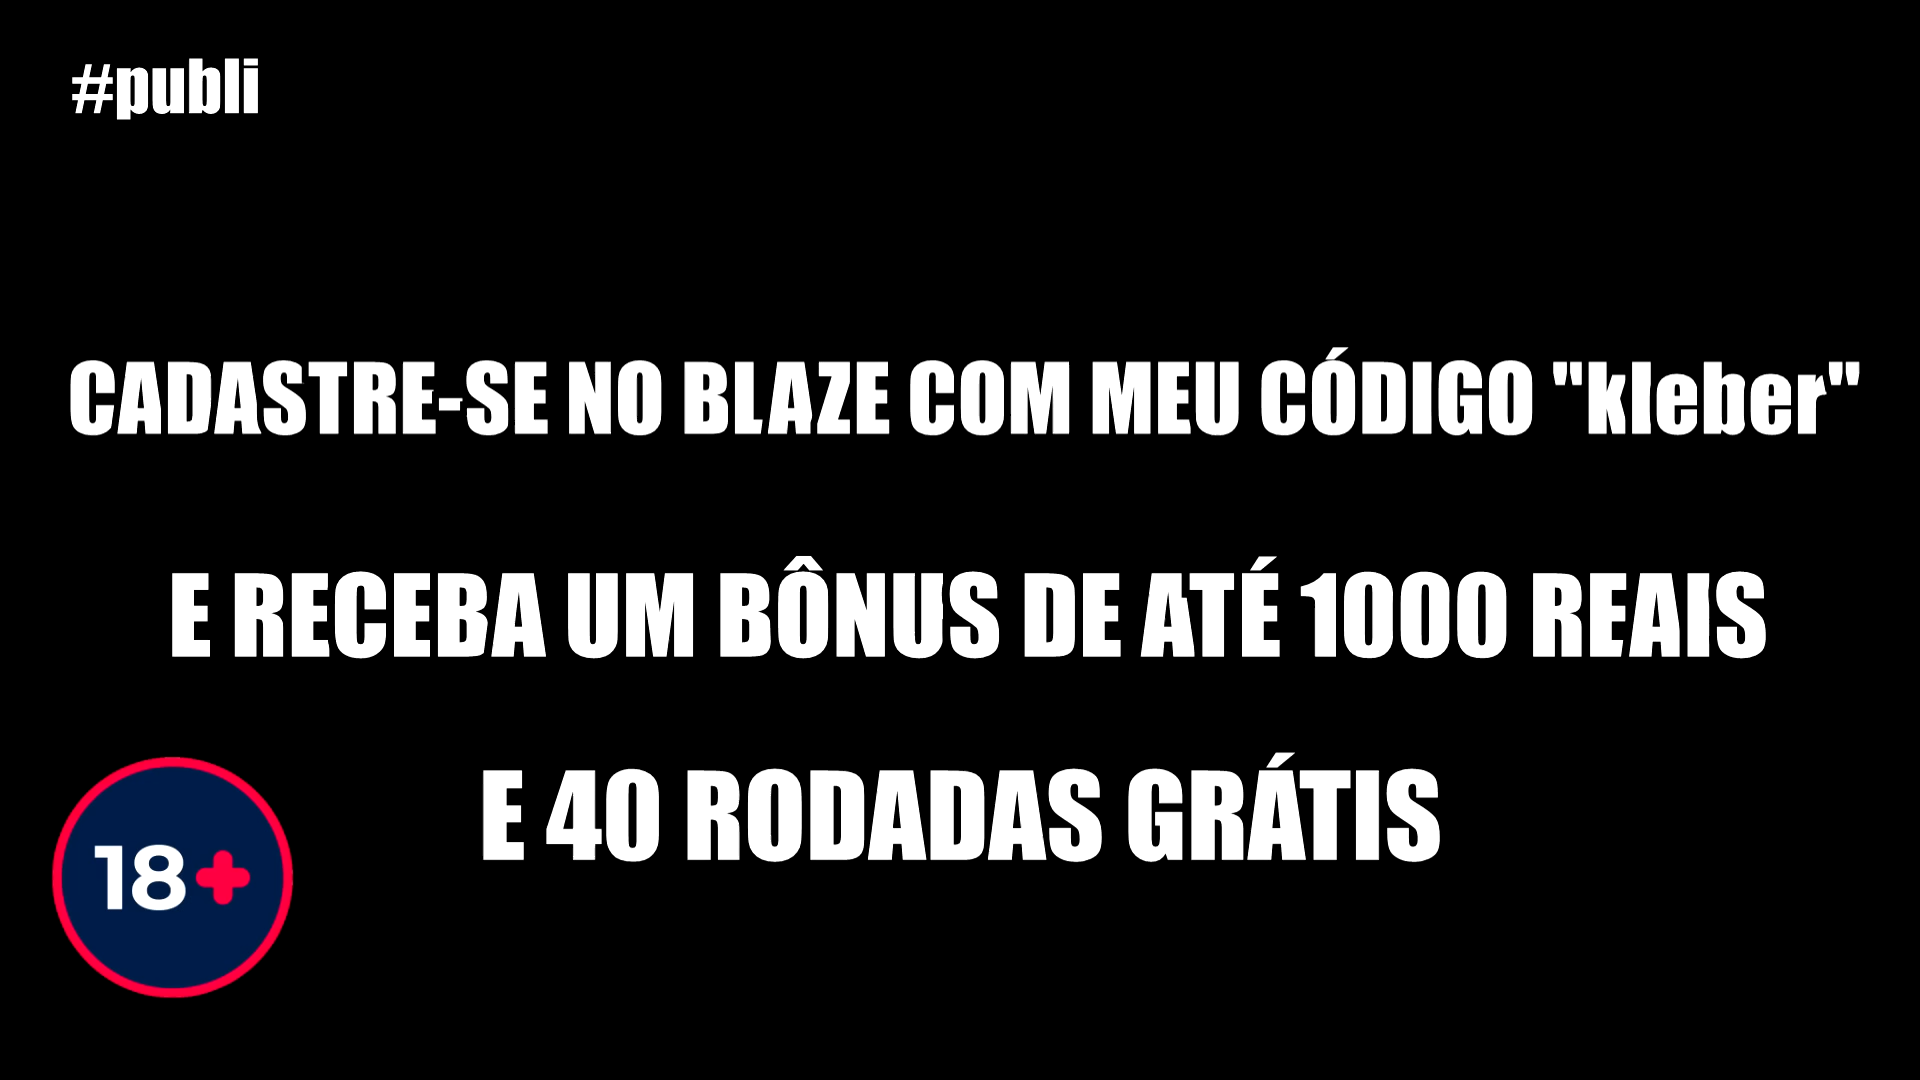 #publi
CADASTRE-SE NO BLAZE COM MEU CÓDIGO "kleber"
E RECEBA UM BÔNUS DE ATÉ 1000 REAIS
E 40 RODADAS GRÁTIS
18+